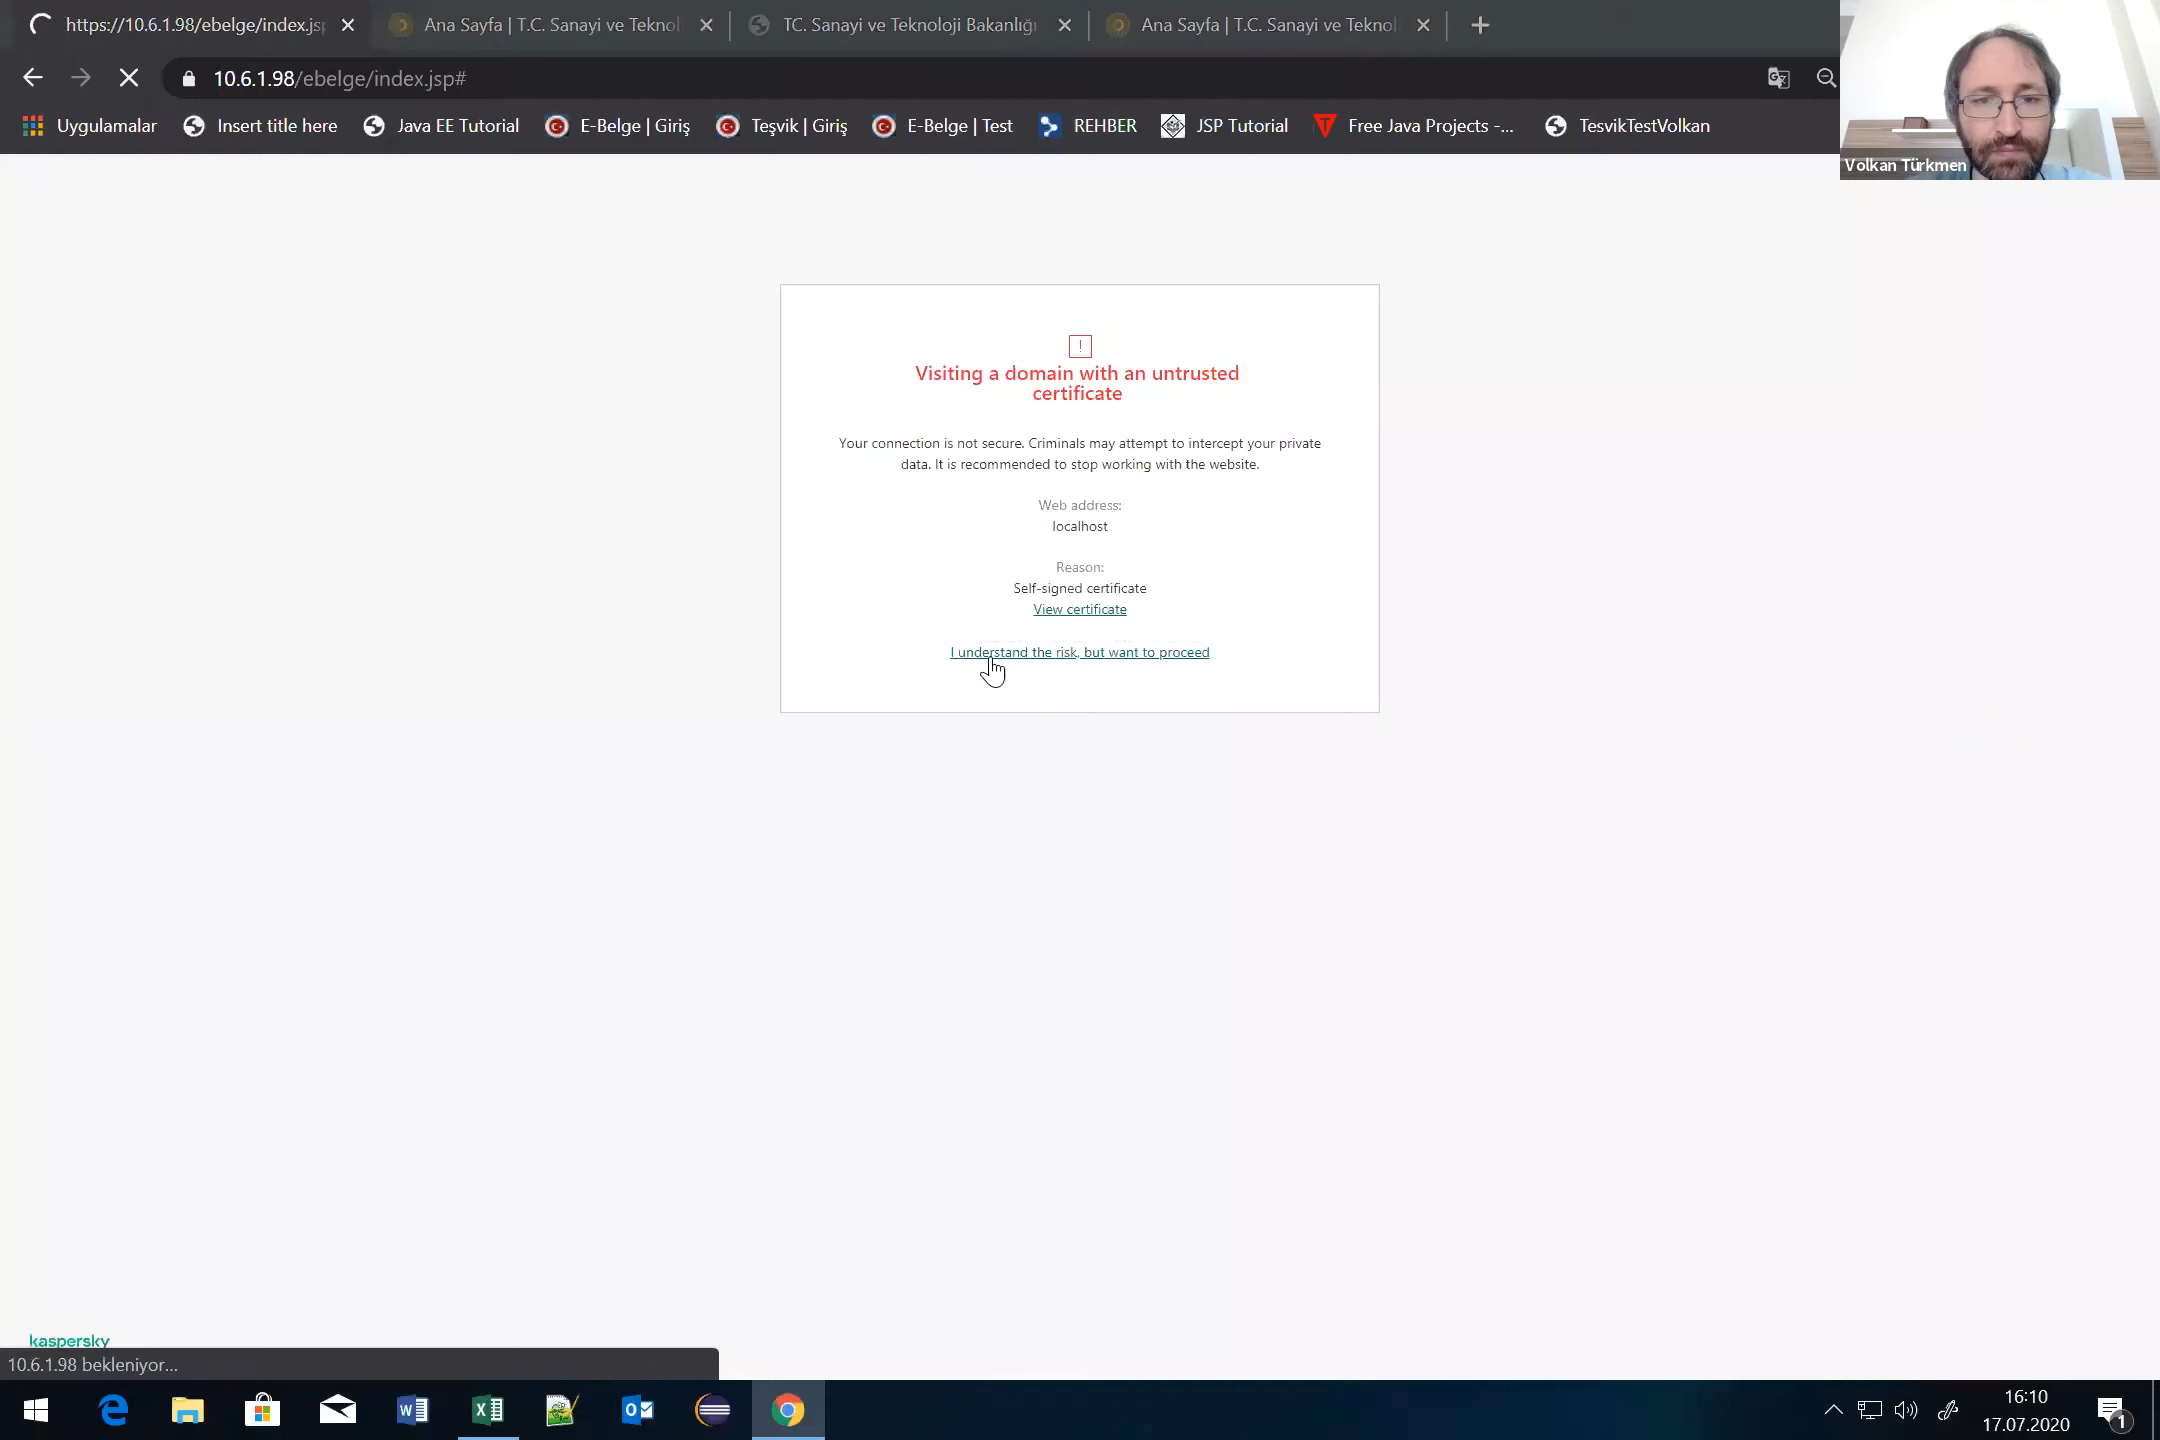 https://10.6.1.98/ebelge/index.jsp
Ana Sayfa | T.C. Sanayi ve Teknol
TC. Sanayi ve Teknoloji Bakanlığı
Ana Sayfa | T.C. Sanayi ve Teknol
10.6.1.98/ebelge/index.jsp#
Uygulamalar
Insert title here
Java EE Tutorial
E-Belge | Giriş
Teşvik | Giriş
E-Belge | Test
REHBER
JSP Tutorial
Free Java Projects -...
TesvikTestVolkan
Volkan Türkmen
Visiting a domain with an untrusted
certificate
Your connection is not secure. Criminals may attempt to intercept your private
data. It is recommended to stop working with the website.
Web address:
localhost
Reason:
Self-signed certificate
View certificate
I understand the risk, but want to proceed
kaspersky
10.6.1.98 bekleniyor...
16:10
17.07.2020
1